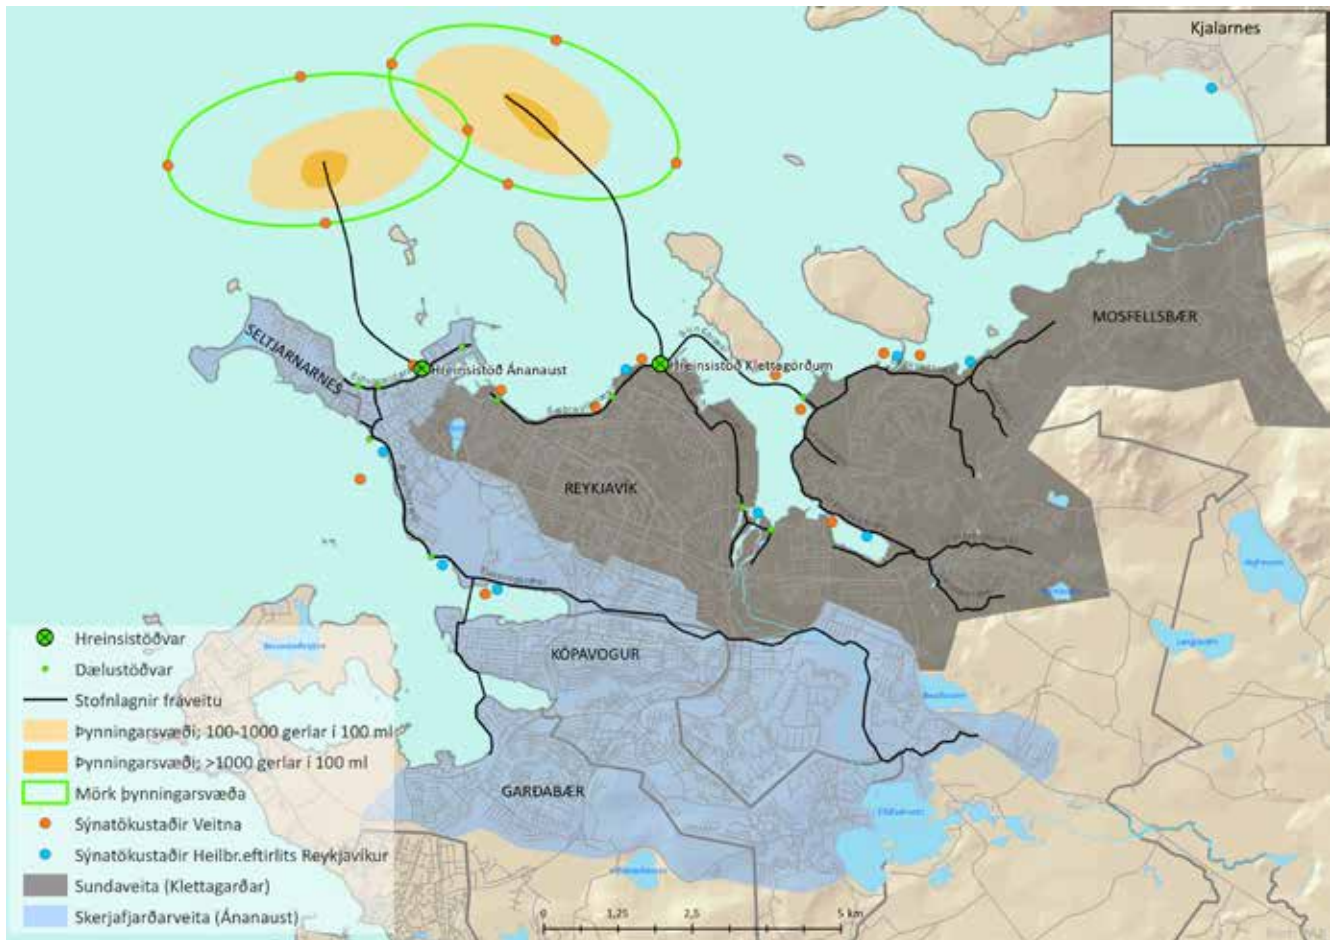 Kjalarnes
MOSFELLSBÆR
SELTJARNARNES
Hreinsistöð Ánanaust
Hreinsistöð Klettagörðum
REYKJAVÍK
KÓPAVOGUR
GARÐABÆR
Hreinsistöðvar
Dælustöðvar
Stofnlagnir fráveitu
Þynningarsvæði; 100-1000 gerlar í 100 ml
Þynningarsvæði; >1000 gerlar í 100 ml
Mörk þynningarsvæða
Sýnatökustaðir Veitna
Sýnatökustaðir Heilbr.eftirlits Reykjavíkur
Sundaveita (Klettagarðar)
Skerjafjarðarveita (Ánanaust)
0 1,25 2,5 5 km